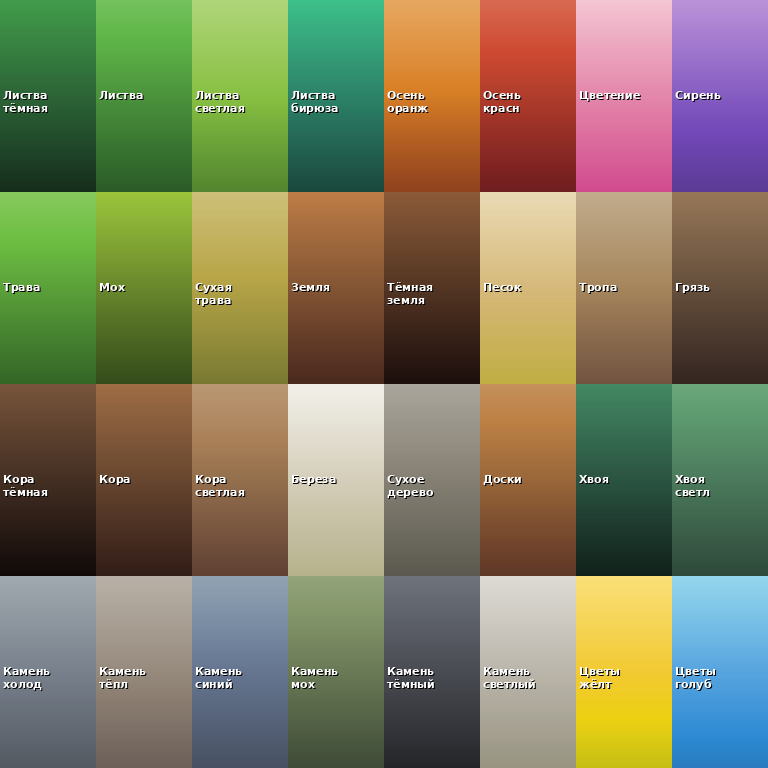 Листва
тёмная
Листва
Листва
светлая
Листва
бирюза
Осень
оранж
Осень
красн
Цветение
Сирень
Трава
Мох
Сухая
трава
Земля
Тёмная
земля
Песок
Тропа
Грязь
Кора
тёмная
Кора
Кора
светлая
Береза
Сухое
дерево
Доски
Хвоя
Хвоя
светл
Камень
холод
Камень
тёпл
Камень
синий
Камень
мох
Камень
тёмный
Камень
светлый
Цветы
жёлт
Цветы
голуб